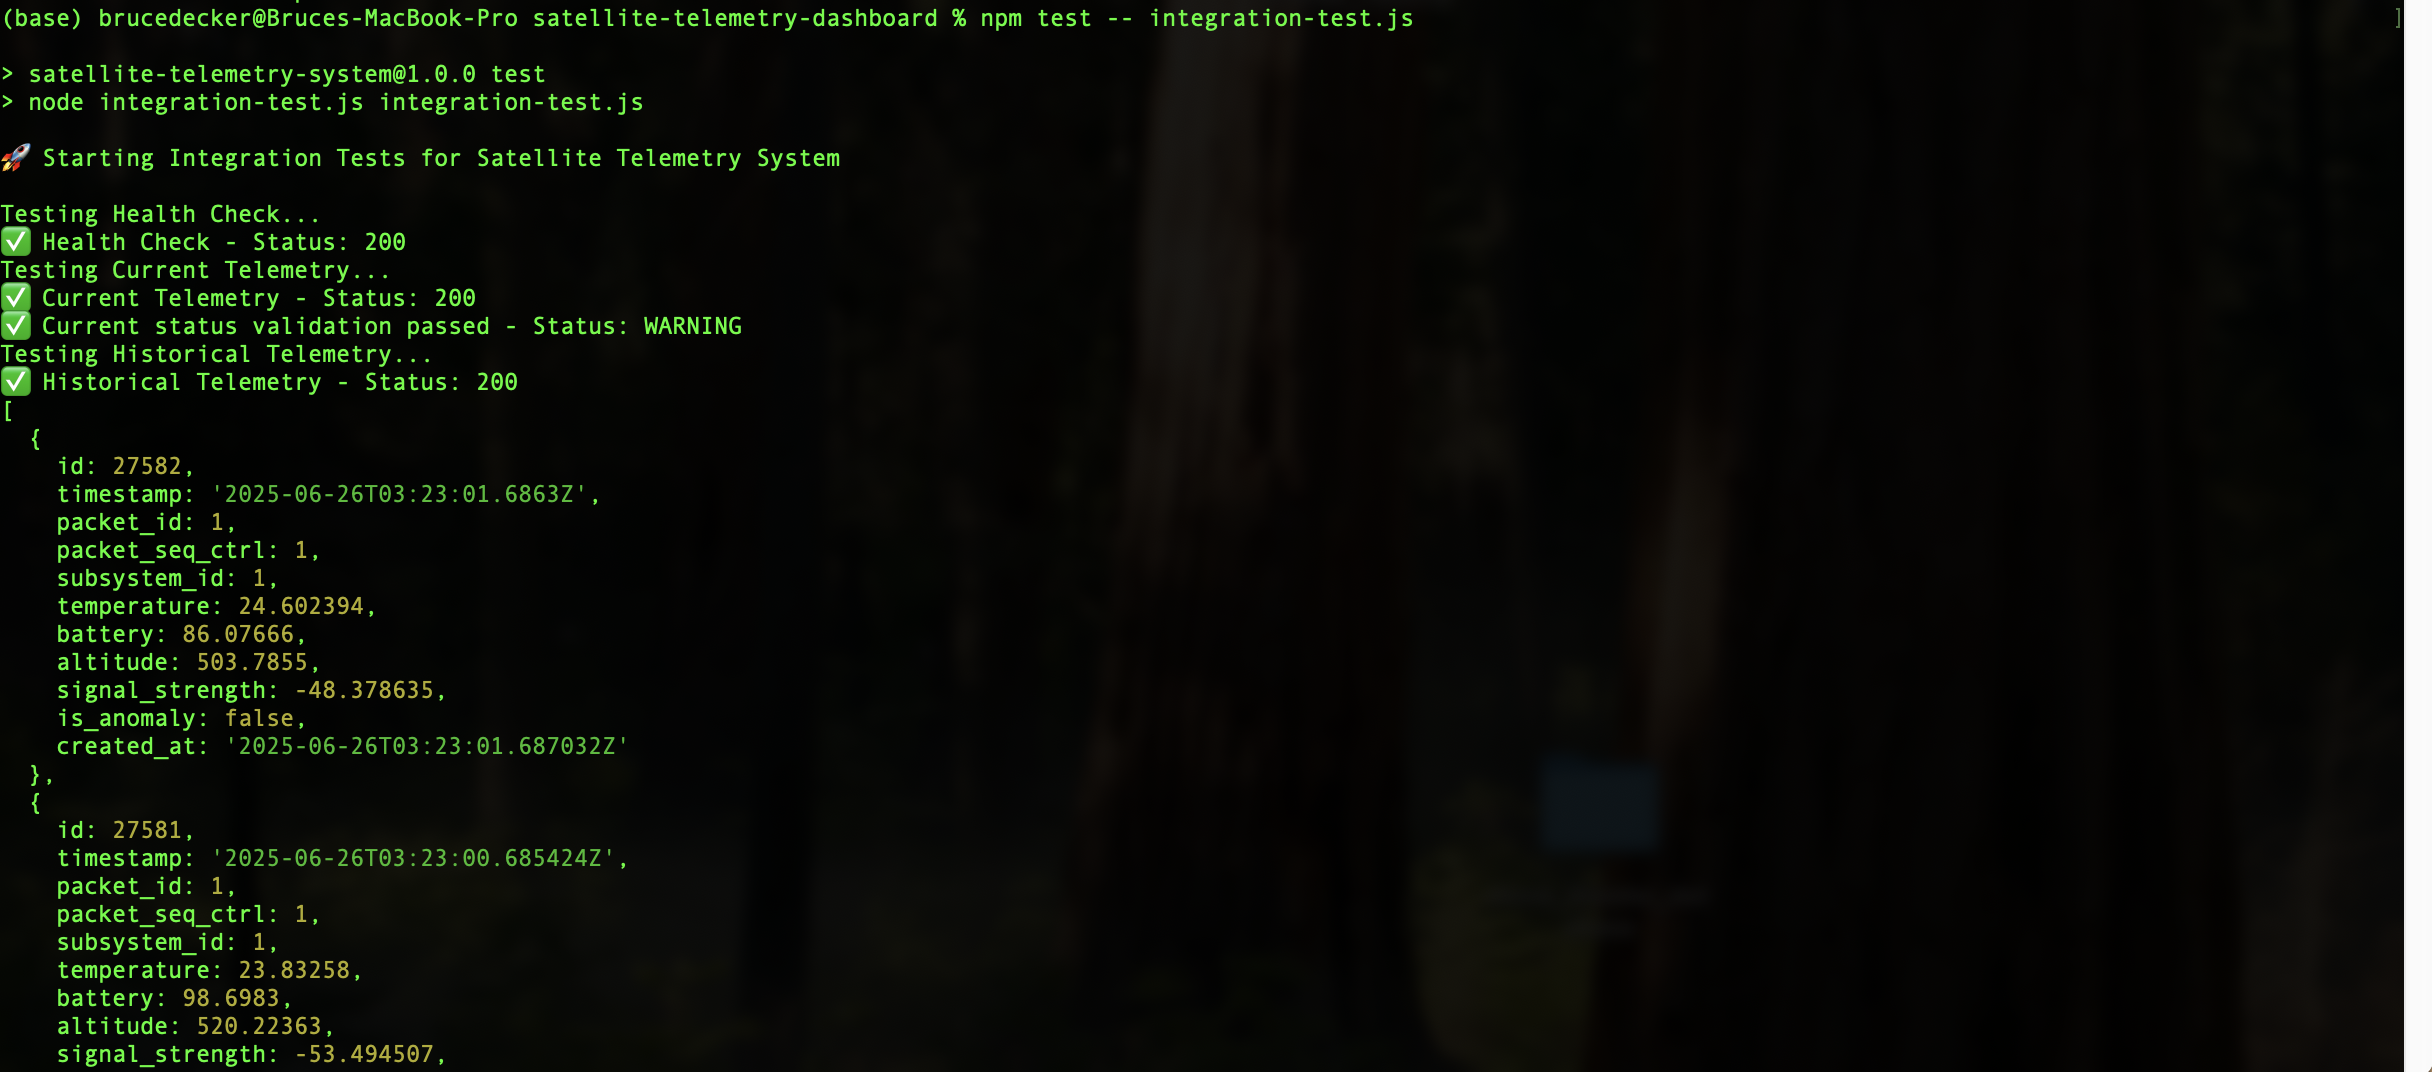 (base) brucedecker@Bruces-MacBook-Pro satellite-telemetry-dashboard % npm test -- integration-test.js ]
> satellite-telemetry-system@1.0.0 test
> node integration-test.js integration-test.js
🚀 Starting Integration Tests for Satellite Telemetry System
Testing Health Check...
✅ Health Check - Status: 200
Testing Current Telemetry...
✅ Current Telemetry - Status: 200
✅ Current status validation passed - Status: WARNING
Testing Historical Telemetry...
✅ Historical Telemetry - Status: 200
[
  {
    id: 27582,
    timestamp: '2025-06-26T03:23:01.6863Z',
    packet_id: 1,
    packet_seq_ctrl: 1,
    subsystem_id: 1,
    temperature: 24.602394,
    battery: 86.07666,
    altitude: 503.7855,
    signal_strength: -48.378635,
    is_anomaly: false,
    created_at: '2025-06-26T03:23:01.687032Z'
  },
  {
    id: 27581,
    timestamp: '2025-06-26T03:23:00.685424Z',
    packet_id: 1,
    packet_seq_ctrl: 1,
    subsystem_id: 1,
    temperature: 23.83258,
    battery: 98.6983,
    altitude: 520.22363,
    signal_strength: -53.494507,